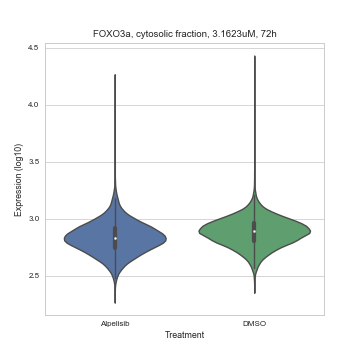 FOXO3a, cytosolic fraction, 3.1623uM, 72h
4.5
4.0
3.5
3.0
2.5
Expression (log10)
Alpelisib
DMSO
Treatment